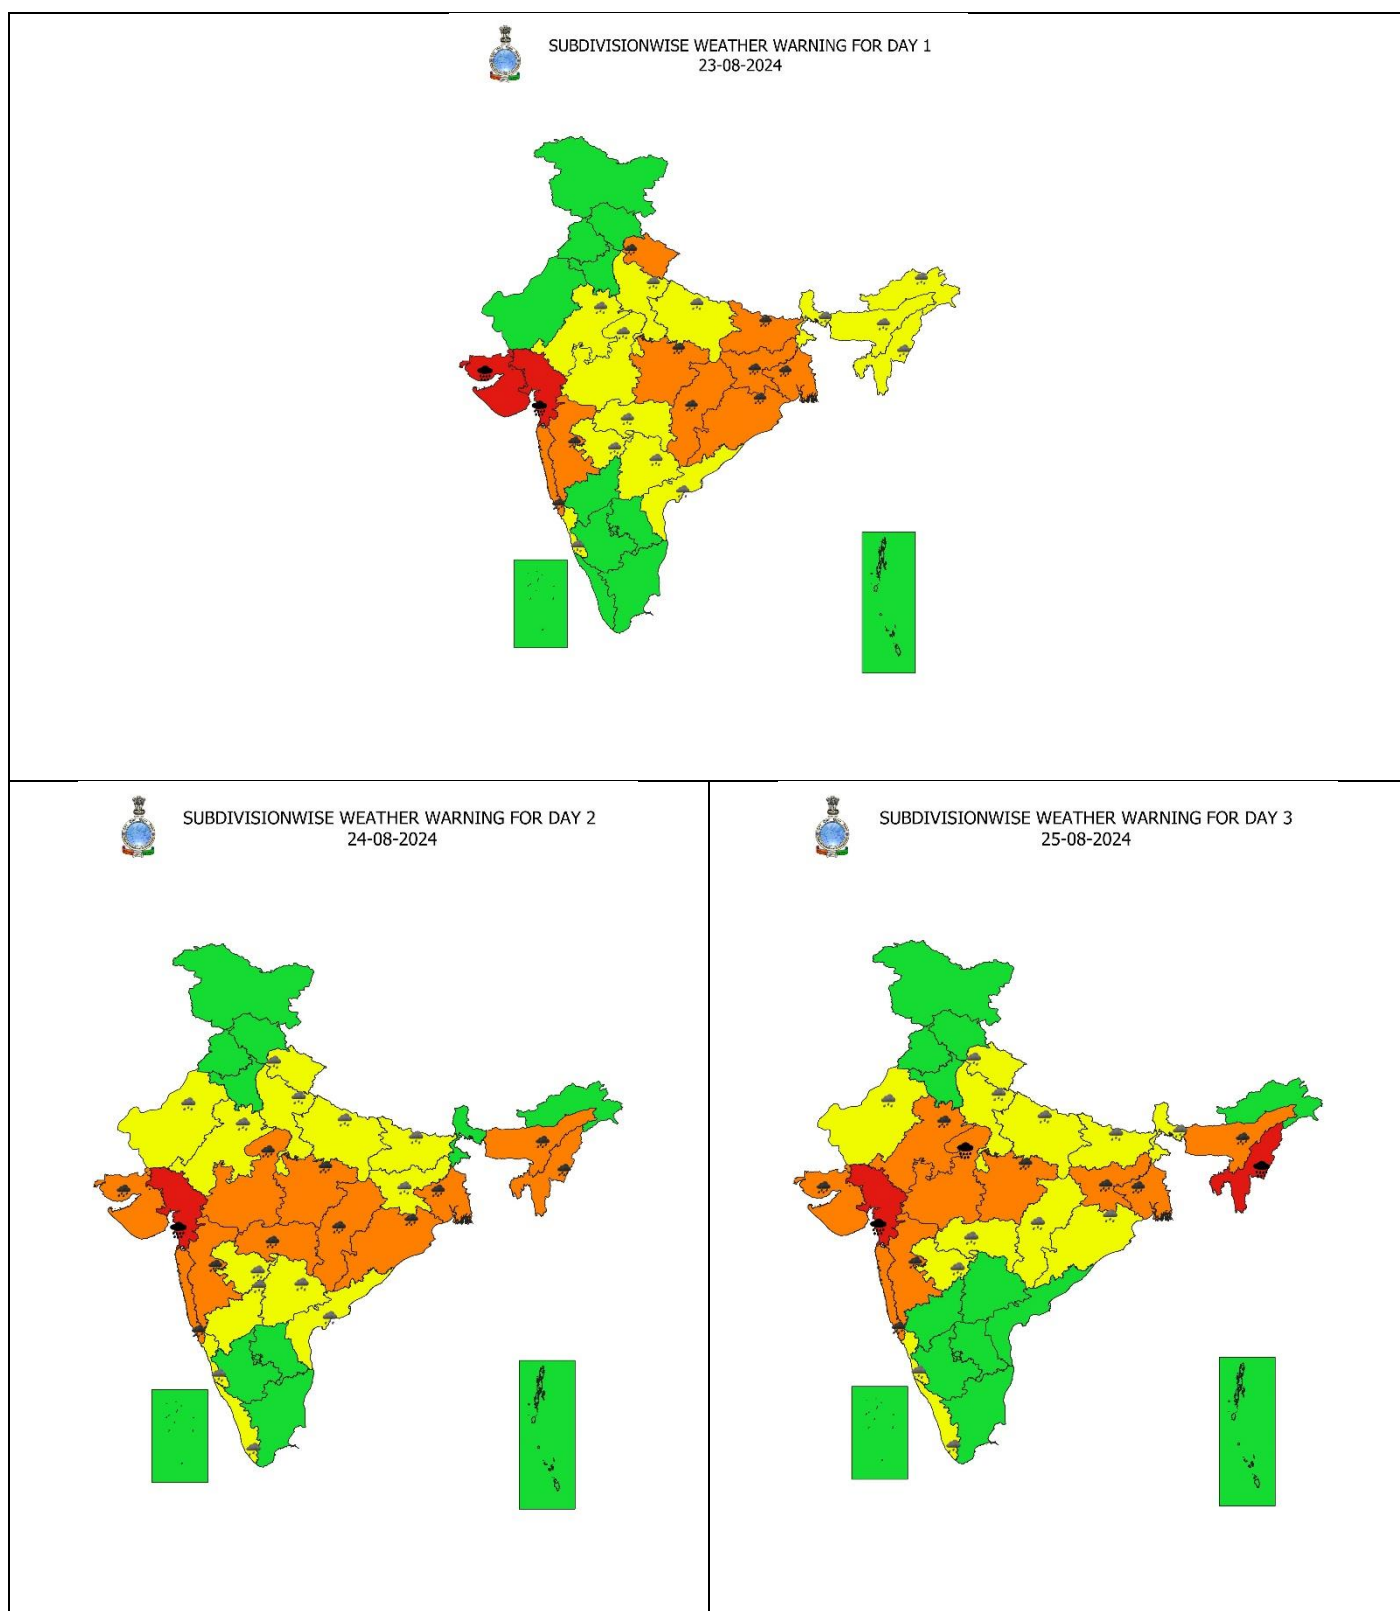 SUBDIVISIONWISE WEATHER WARNING FOR DAY 1
23-08-2024
SUBDIVISIONWISE WEATHER WARNING FOR DAY 2
24-08-2024
SUBDIVISIONWISE WEATHER WARNING FOR DAY 3
25-08-2024